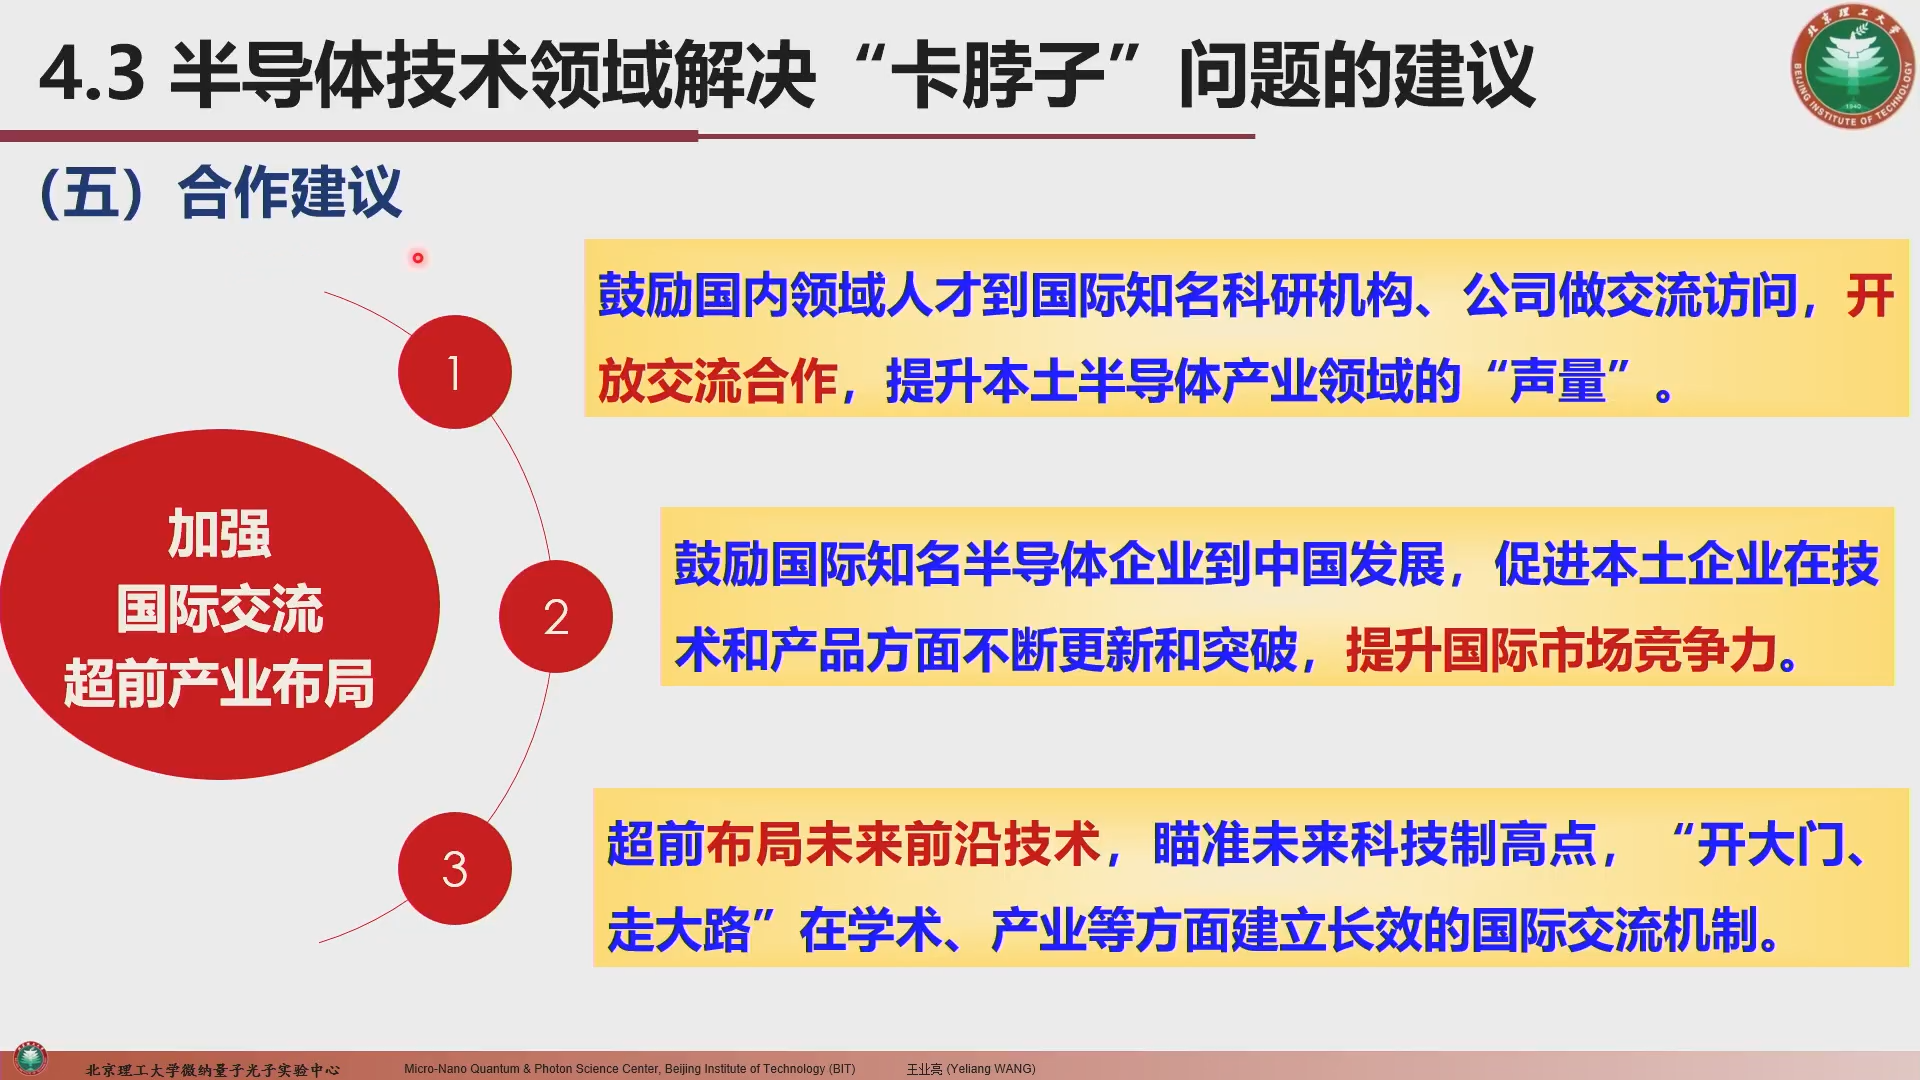 4.3 半导体技术领域解决“卡脖子”问题的建议
北京理工大学
BEIJING INSTITUTE OF TECHNOLOGY
1940
（五）合作建议
加强
国际交流
超前产业布局
1
鼓励国内领域人才到国际知名科研机构、公司做交流访问，开
放交流合作，提升本土半导体产业领域的“声量”。
2
鼓励国际知名半导体企业到中国发展，促进本土企业在技
术和产品方面不断更新和突破，提升国际市场竞争力。
3
超前布局未来前沿技术，瞄准未来科技制高点，“开大门、
走大路”在学术、产业等方面建立长效的国际交流机制。
北京理工大学微纳量子光子实验中心
Micro-Nano Quantum & Photon Science Center, Beijing Institute of Technology (BIT)
王业亮 (Yeliang WANG)